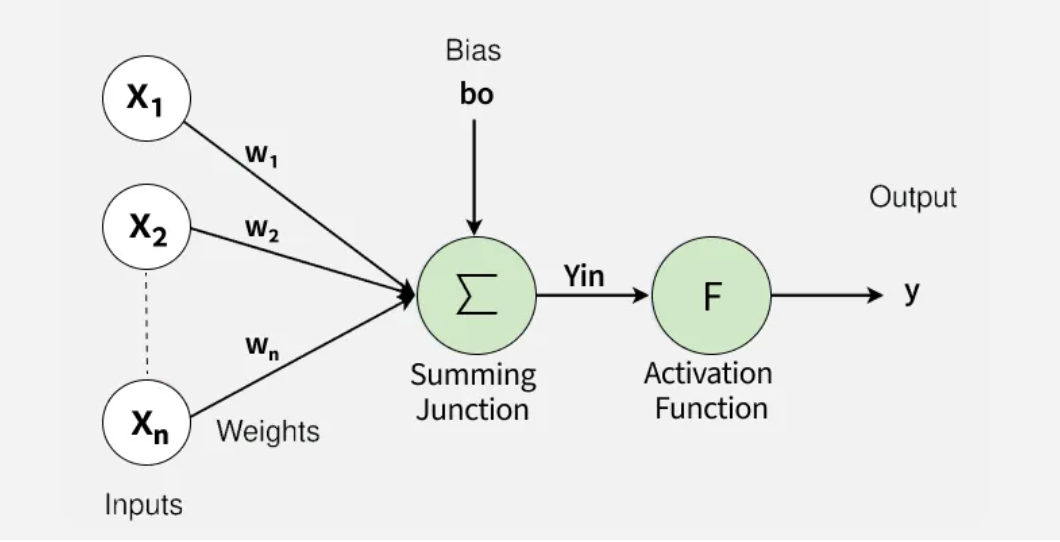 Bias
bo
X₁
w₁
X₂
w₂
Output
Yin
∑
F
y
wₙ
Summing
Junction
Activation
Function
Xₙ
Weights
Inputs